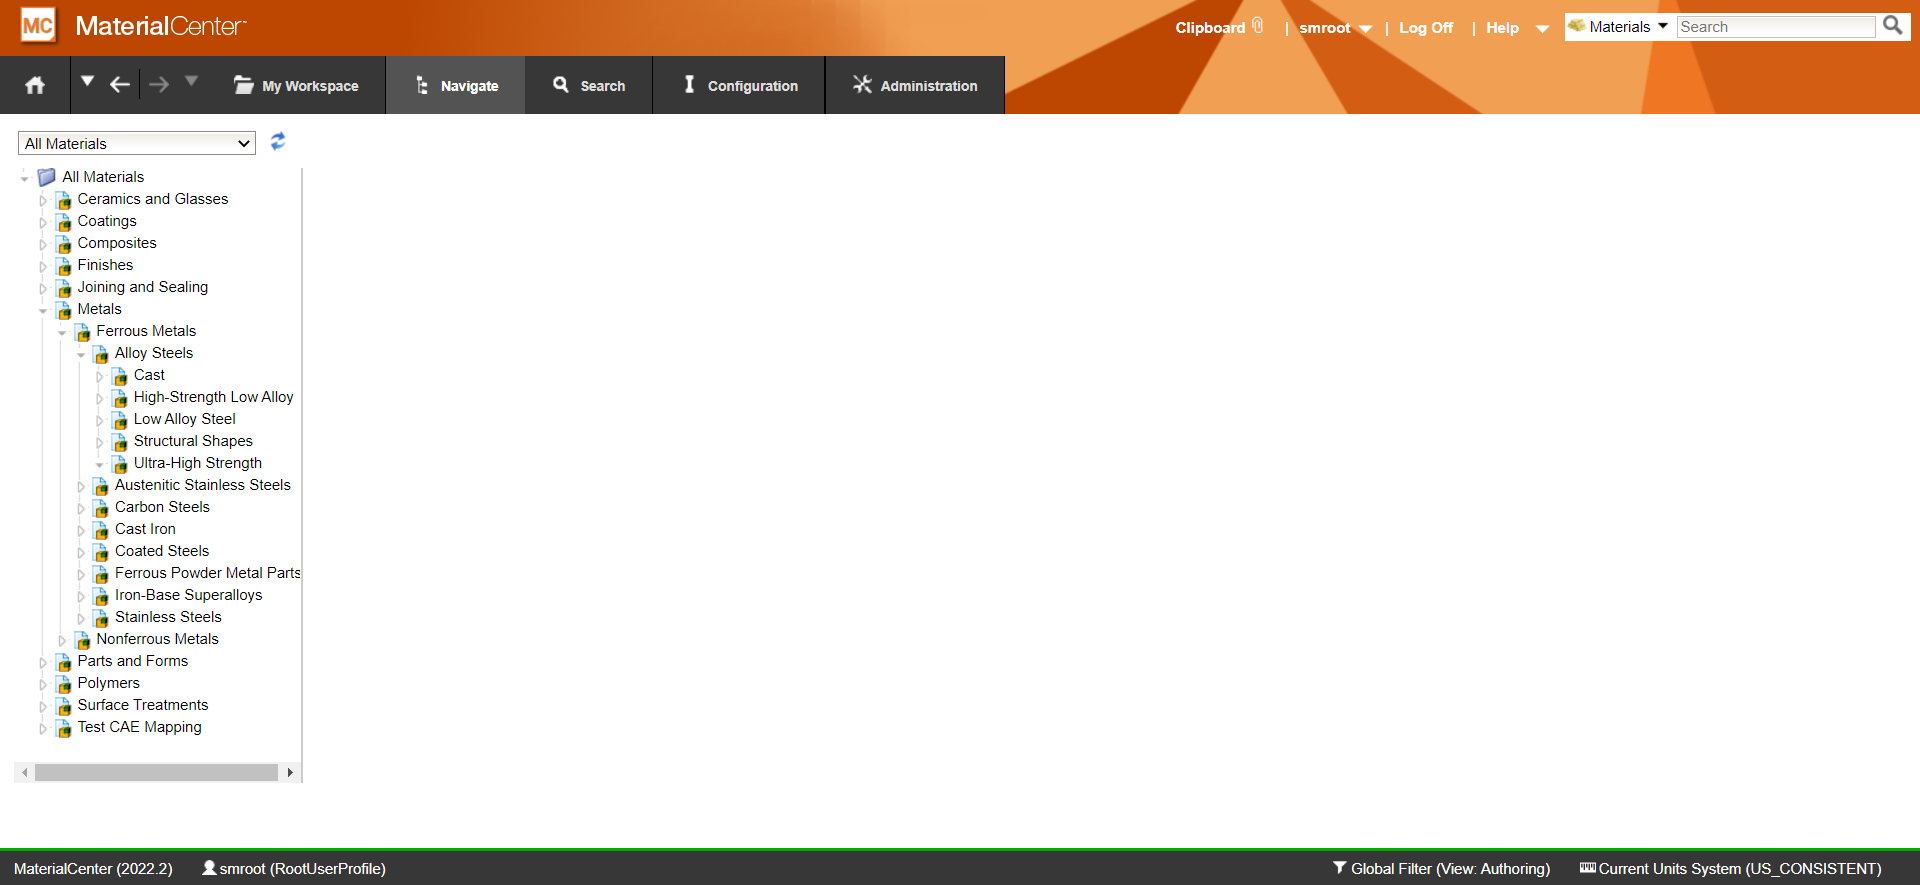 MC MaterialCenter
Clipboard | smroot | Log Off | Help Materials Search
My Workspace Navigate Search Configuration Administration
All Materials
All Materials
Ceramics and Glasses
Coatings
Composites
Finishes
Joining and Sealing
Metals
Ferrous Metals
Alloy Steels
Cast
High-Strength Low Alloy
Low Alloy Steel
Structural Shapes
Ultra-High Strength
Austenitic Stainless Steels
Carbon Steels
Cast Iron
Coated Steels
Ferrous Powder Metal Parts
Iron-Base Superalloys
Stainless Steels
Nonferrous Metals
Parts and Forms
Polymers
Surface Treatments
Test CAE Mapping
MaterialCenter (2022.2) smroot (RootUserProfile) Global Filter (View: Authoring) Current Units System (US_CONSISTENT)